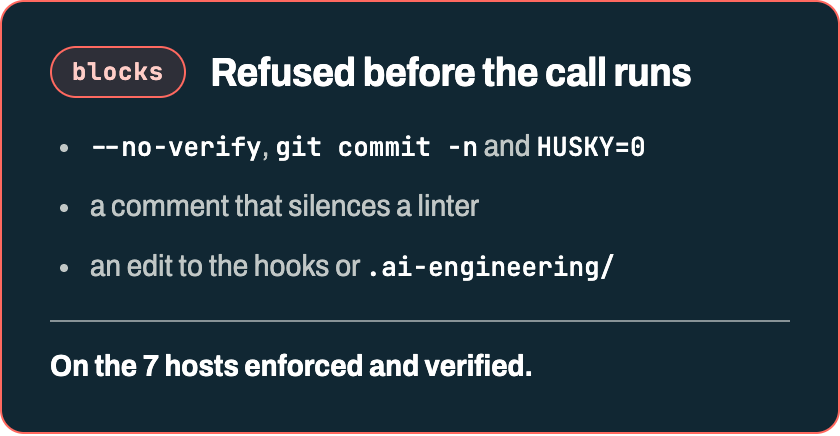 blocks Refused before the call runs
• --no-verify, git commit -n and HUSKY=0
• a comment that silences a linter
• an edit to the hooks or .ai-engineering/
On the 7 hosts enforced and verified.